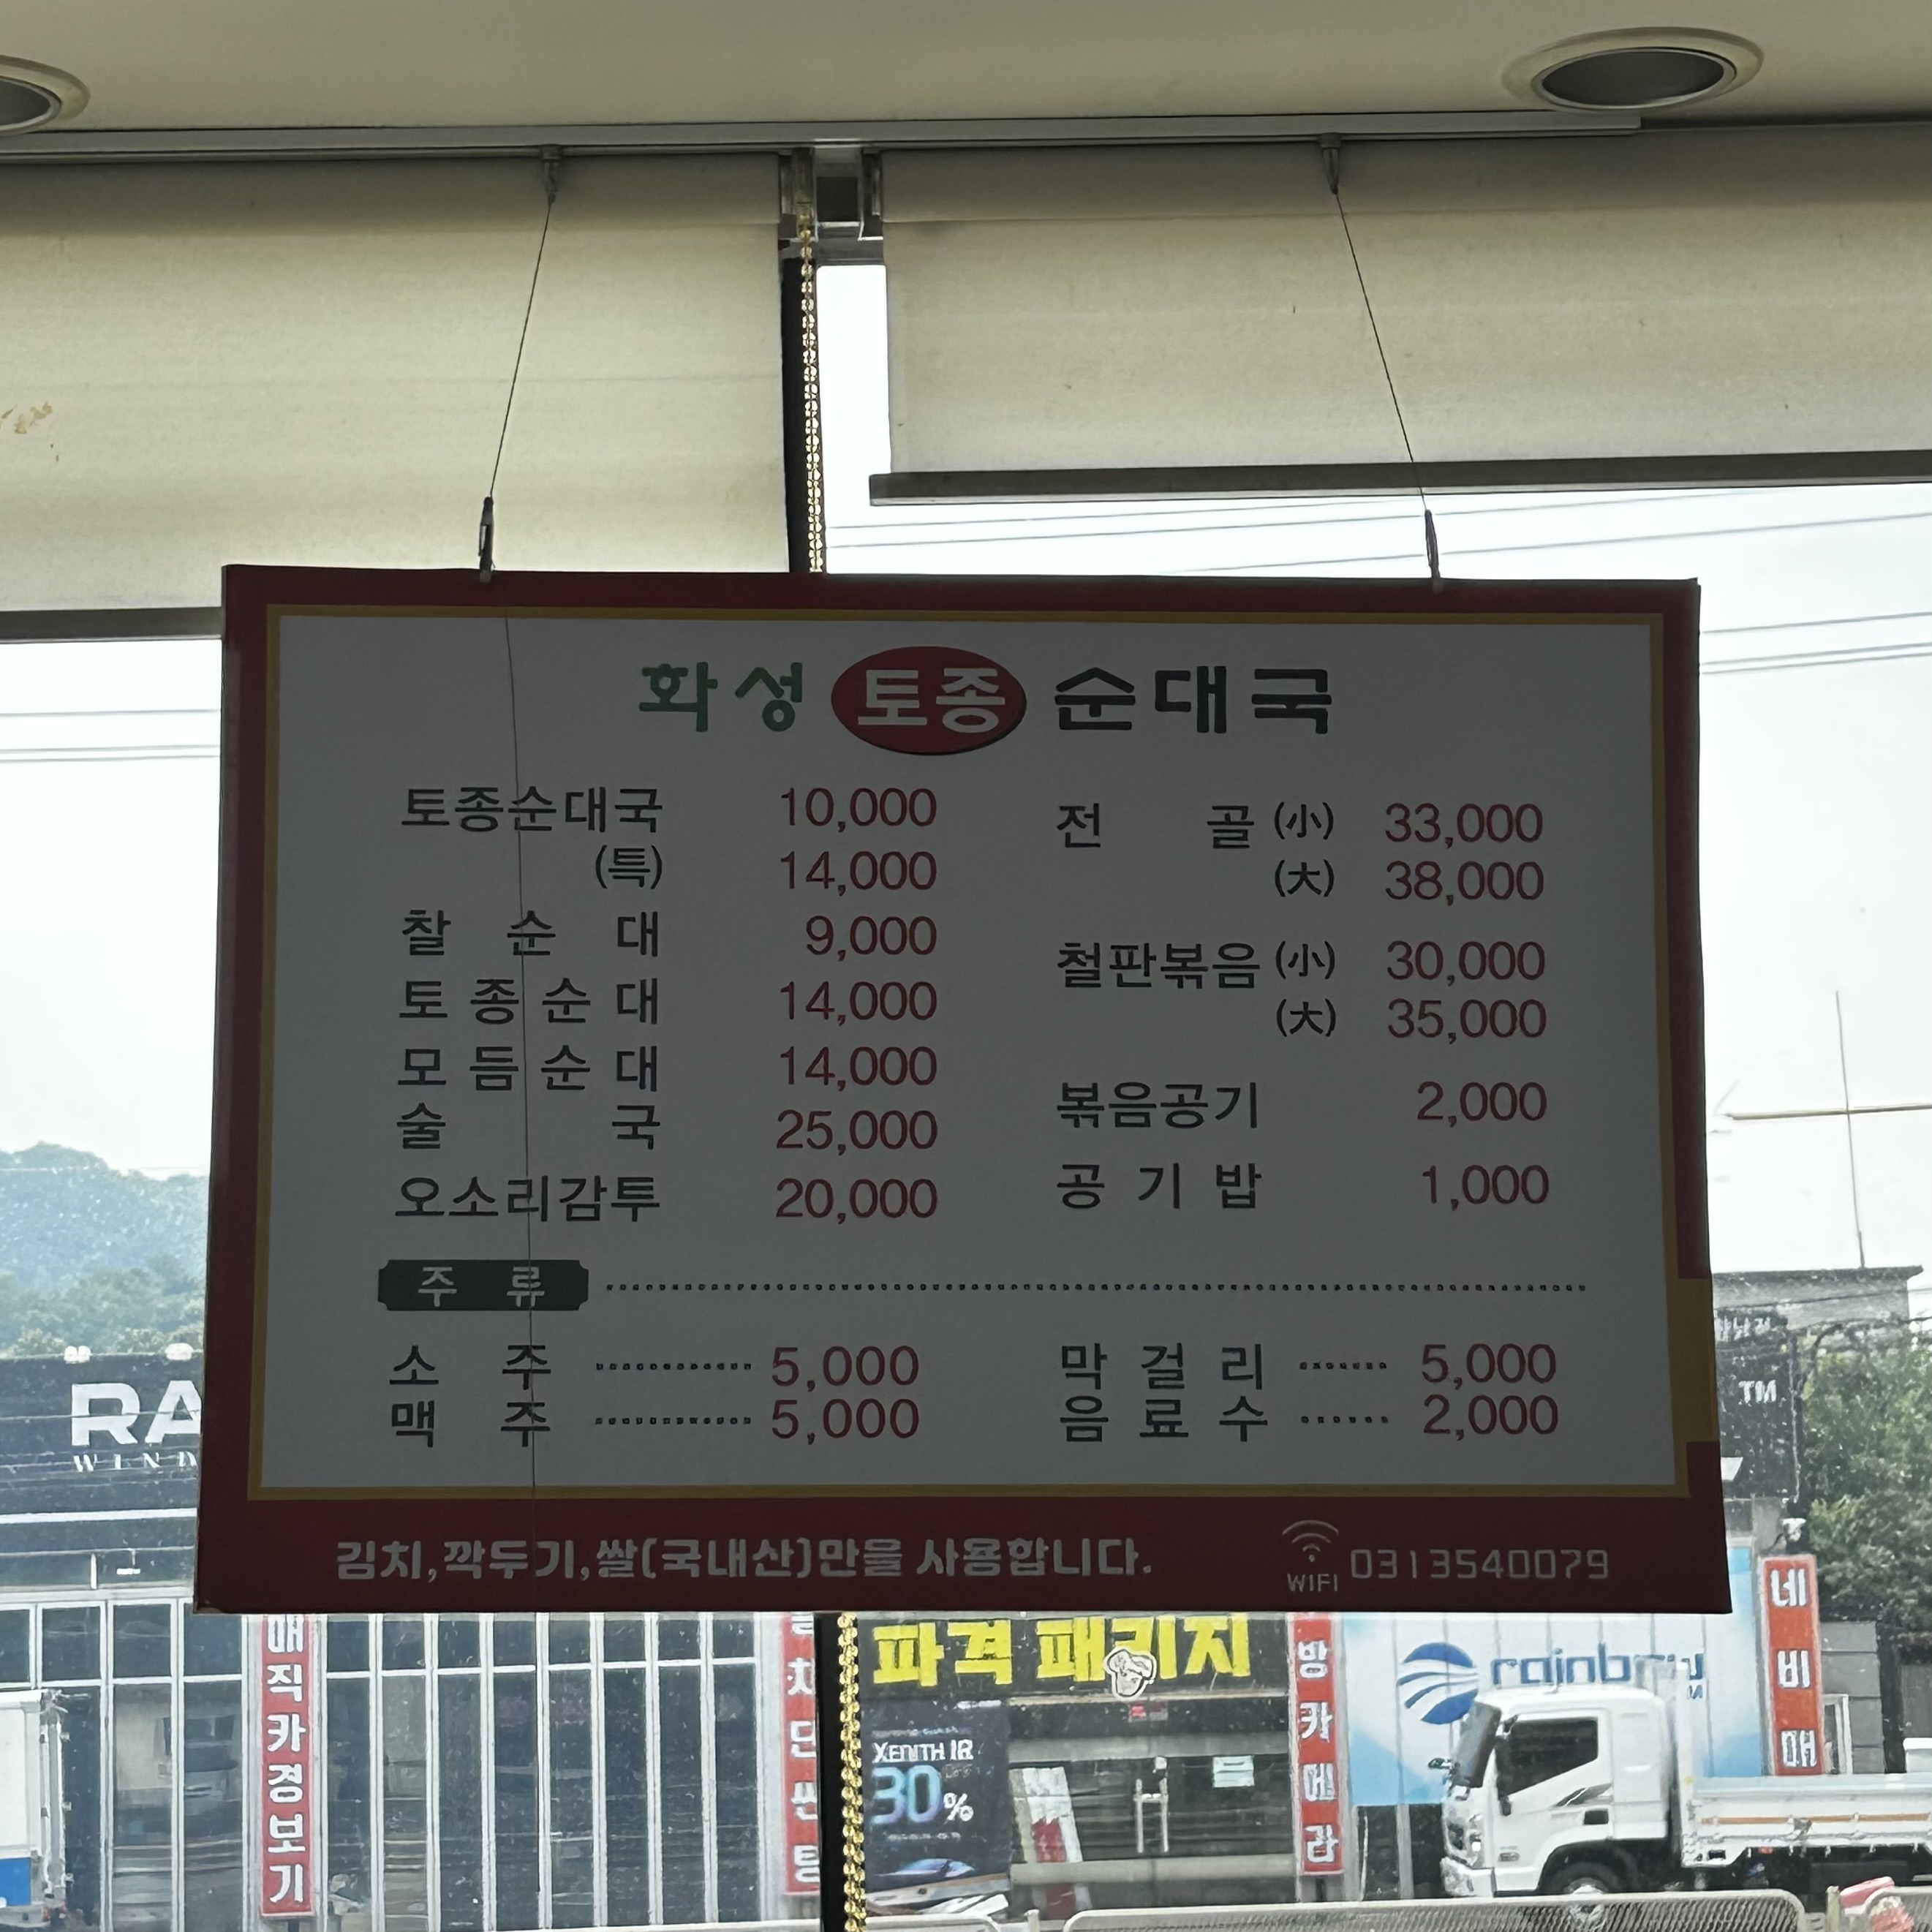 화성 토종 순대국
토종순대국 10,000
(특) 14,000
찰순대 9,000
토종순대 14,000
모듬순대 14,000
술국 25,000
오소리감투 20,000
전골 (小) 33,000
(大) 38,000
철판볶음 (小) 30,000
(大) 35,000
볶음공기 2,000
공기밥 1,000
주류
소주 5,000
맥주 5,000
막걸리 5,000
음료수 2,000
김치,깍두기,쌀(국내산)만을 사용합니다.
WIFI 0313540079
RA
WIND
TM
매직카경보기
파격 패키지
XENITH IR
30%
방카메라
rainbow
네비매